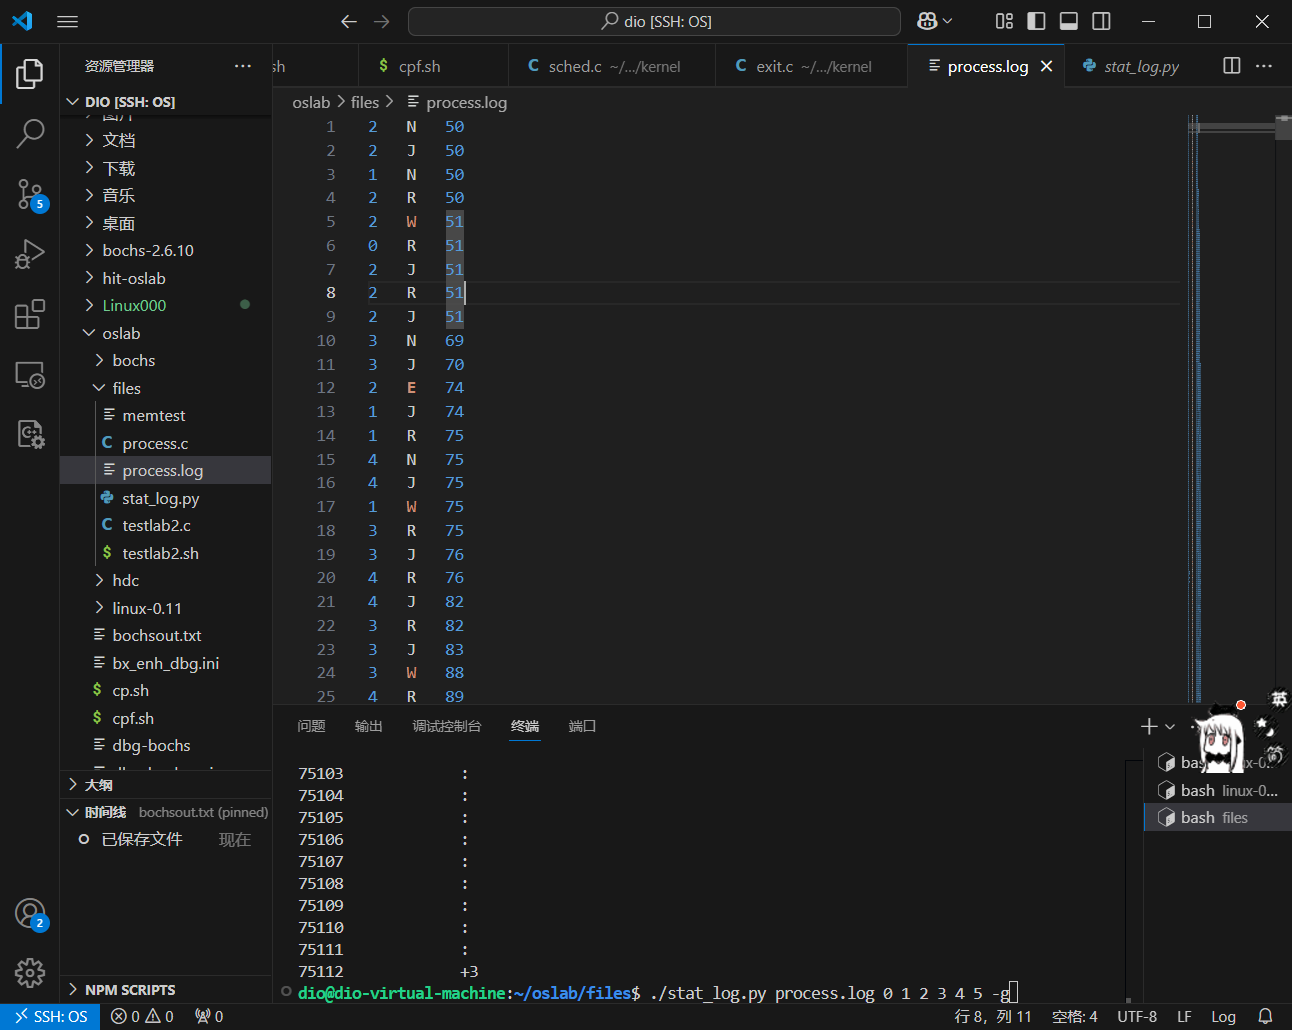 dio [SSH: OS]
资源管理器
sh
cpf.sh
sched.c ~/.../kernel
exit.c ~/.../kernel
process.log
stat_log.py
oslab > files > process.log
DIO [SSH: OS]
图片
文档
下载
音乐
桌面
bochs-2.6.10
hit-oslab
Linux000
oslab
bochs
files
memtest
process.c
process.log
stat_log.py
testlab2.c
testlab2.sh
hdc
linux-0.11
bochsout.txt
bx_enh_dbg.ini
cp.sh
cpf.sh
dbg-bochs
大纲
时间线 bochsout.txt (pinned)
已保存文件 现在
NPM SCRIPTS
5
2
1 2 N 50
2 2 J 50
3 1 N 50
4 2 R 50
5 2 W 51
6 0 R 51
7 2 J 51
8 2 R 51
9 2 J 51
10 3 N 69
11 3 J 70
12 2 E 74
13 1 J 74
14 1 R 75
15 4 N 75
16 4 J 75
17 1 W 75
18 3 R 75
19 3 J 76
20 4 R 76
21 4 J 82
22 3 R 82
23 3 J 83
24 3 W 88
25 4 R 89
问题 输出 调试控制台 终端 端口
75103 :
75104 :
75105 :
75106 :
75107 :
75108 :
75109 :
75110 :
75111 :
75112 +3
dio@dio-virtual-machine:~/oslab/files$ ./stat_log.py process.log 0 1 2 3 4 5 -g
英
bash linux-0...
bash files
SSH: OS 0 0 0
行 8，列 11 空格: 4 UTF-8 LF Log